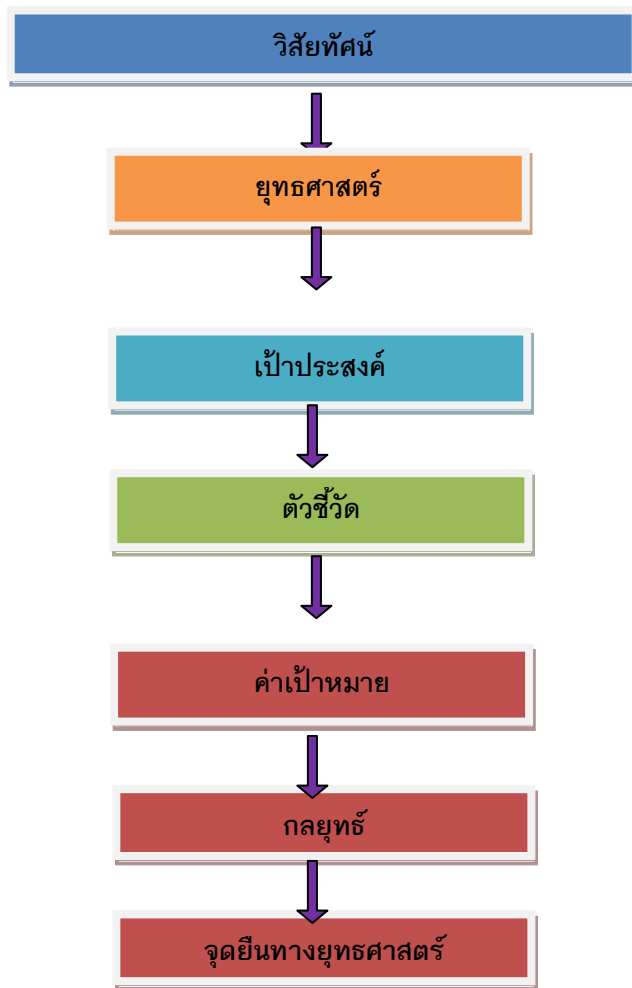 วิสัยทัศน์
ยุทธศาสตร์
เป้าประสงค์
ตัวชี้วัด
ค่าเป้าหมาย
กลยุทธ์
จุดยืนทางยุทธศาสตร์